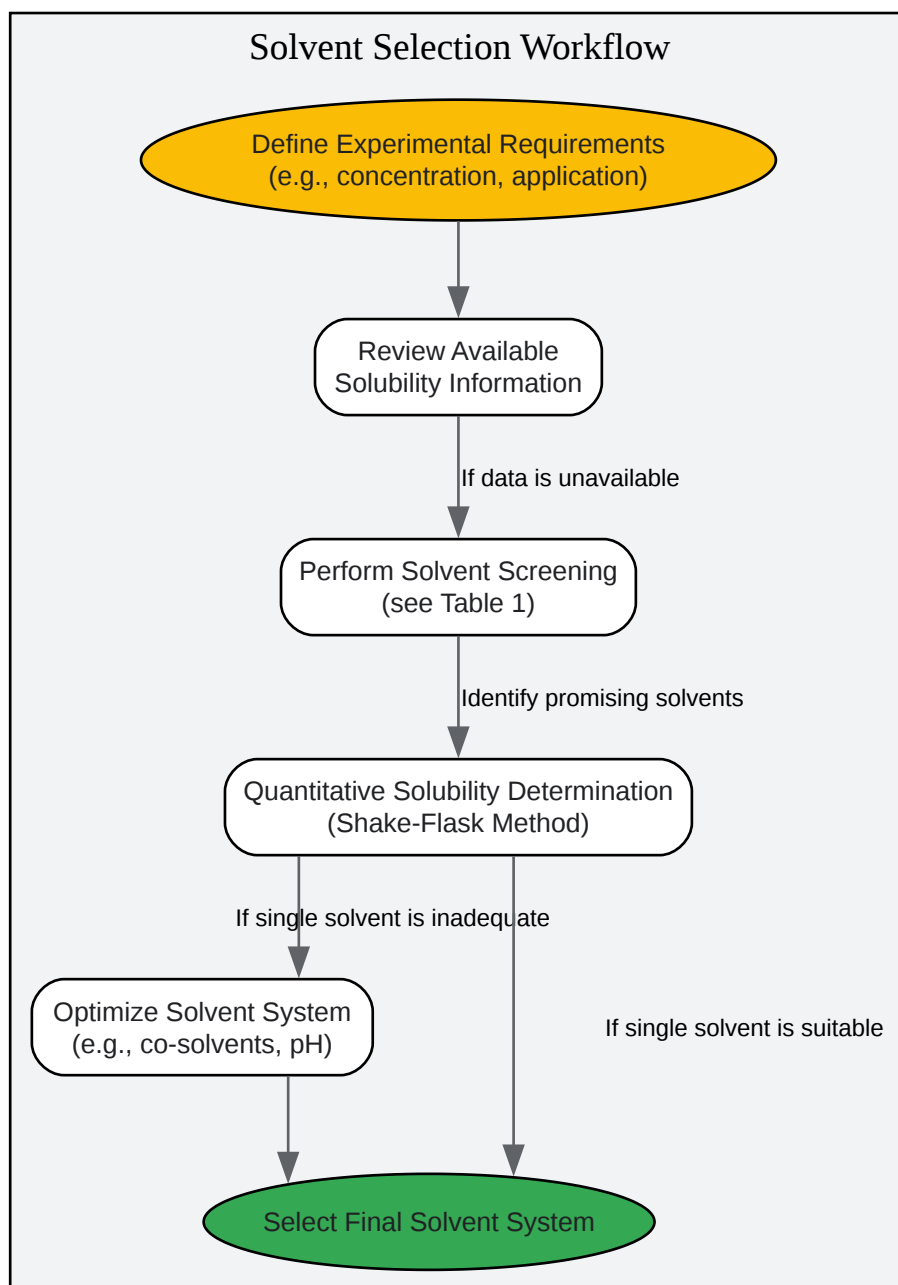 Solvent Selection Workflow
Define Experimental Requirements
(e.g., concentration, application)
Review Available
Solubility Information
If data is unavailable
Perform Solvent Screening
(see Table 1)
Identify promising solvents
Quantitative Solubility Determination
(Shake-Flask Method)
If single solvent is inadequate
Optimize Solvent System
(e.g., co-solvents, pH)
If single solvent is suitable
Select Final Solvent System